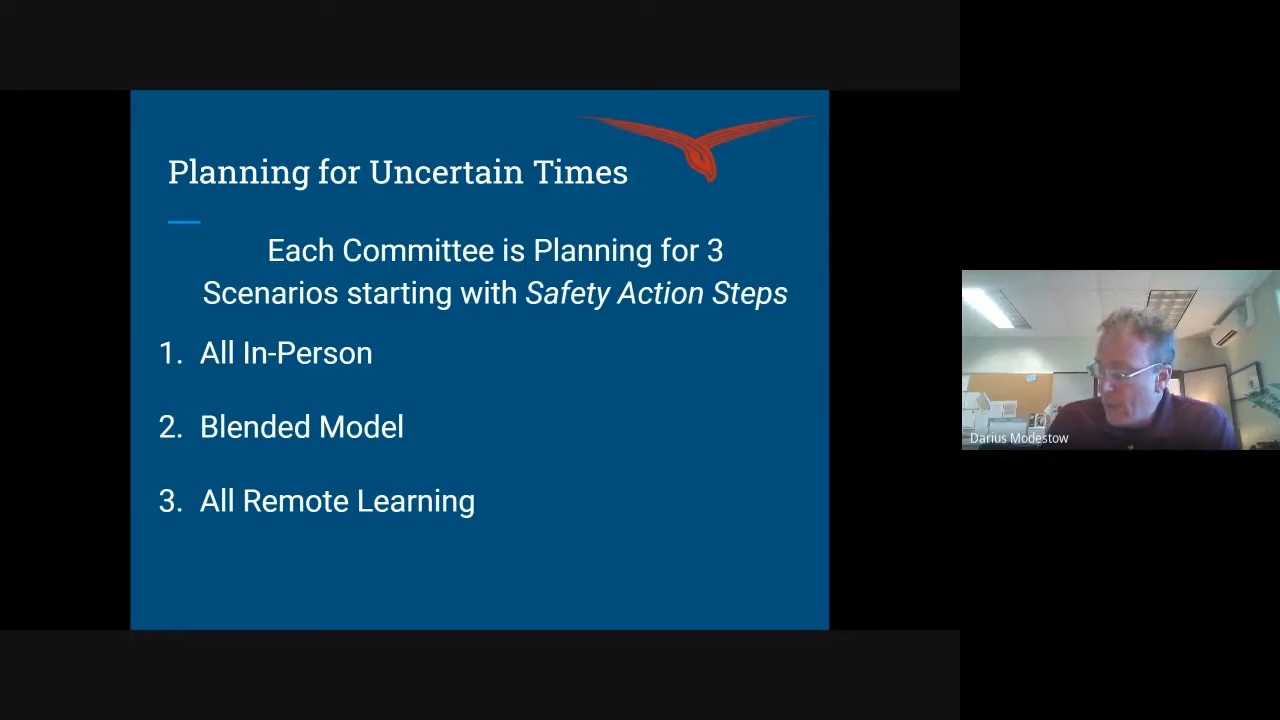 Planning for Uncertain Times
Each Committee is Planning for 3
Scenarios starting with Safety Action Steps
1. All In-Person
2. Blended Model
3. All Remote Learning
Darius Modestow